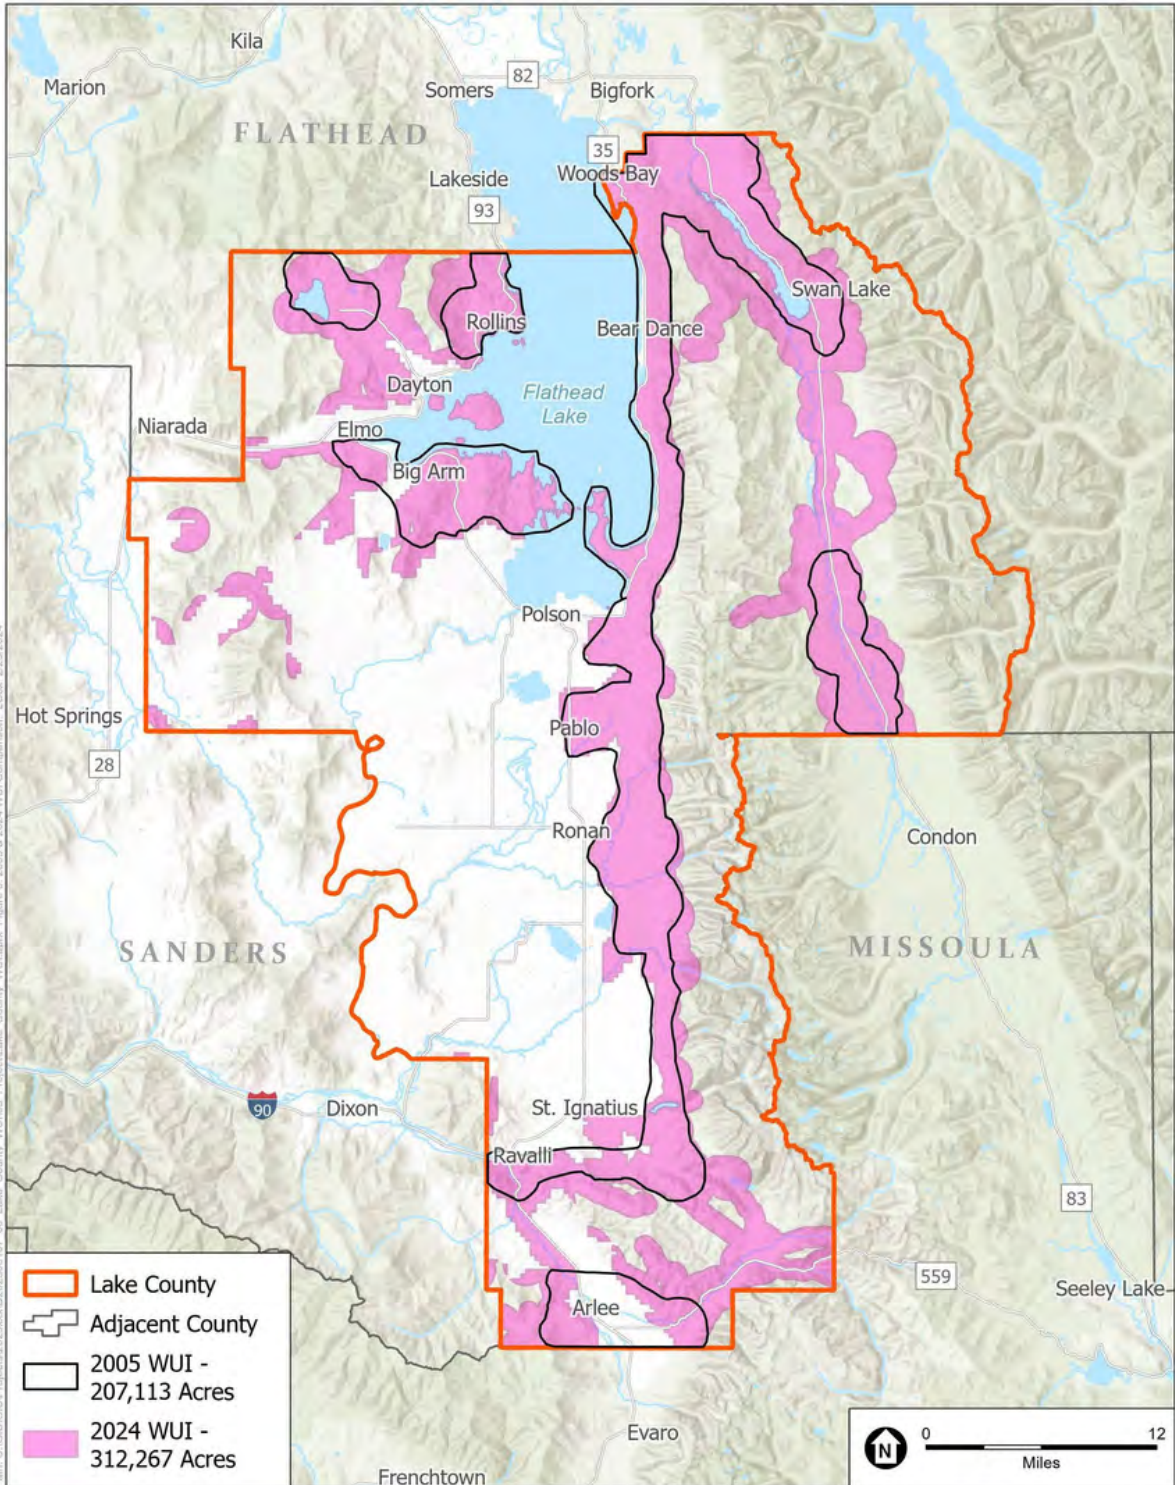 Kila
Marion
Somers
82
Bigfork
FLATHEAD
35
Woods Bay
Lakeside
93
Swan Lake
Rollins
Bear Dance
Dayton
Flathead
Lake
Niarada
Elmo
Big Arm
Polson
Hot Springs
Pablo
28
Ronan
Condon
SANDERS
MISSOULA
90
Dixon
St. Ignatius
Ravalli
83
559
Seeley Lake
Arlee
Evaro
Frenchtown
Lake County
Adjacent County
2005 WUI -
207,113 Acres
2024 WUI -
312,267 Acres
N
0 12
Miles